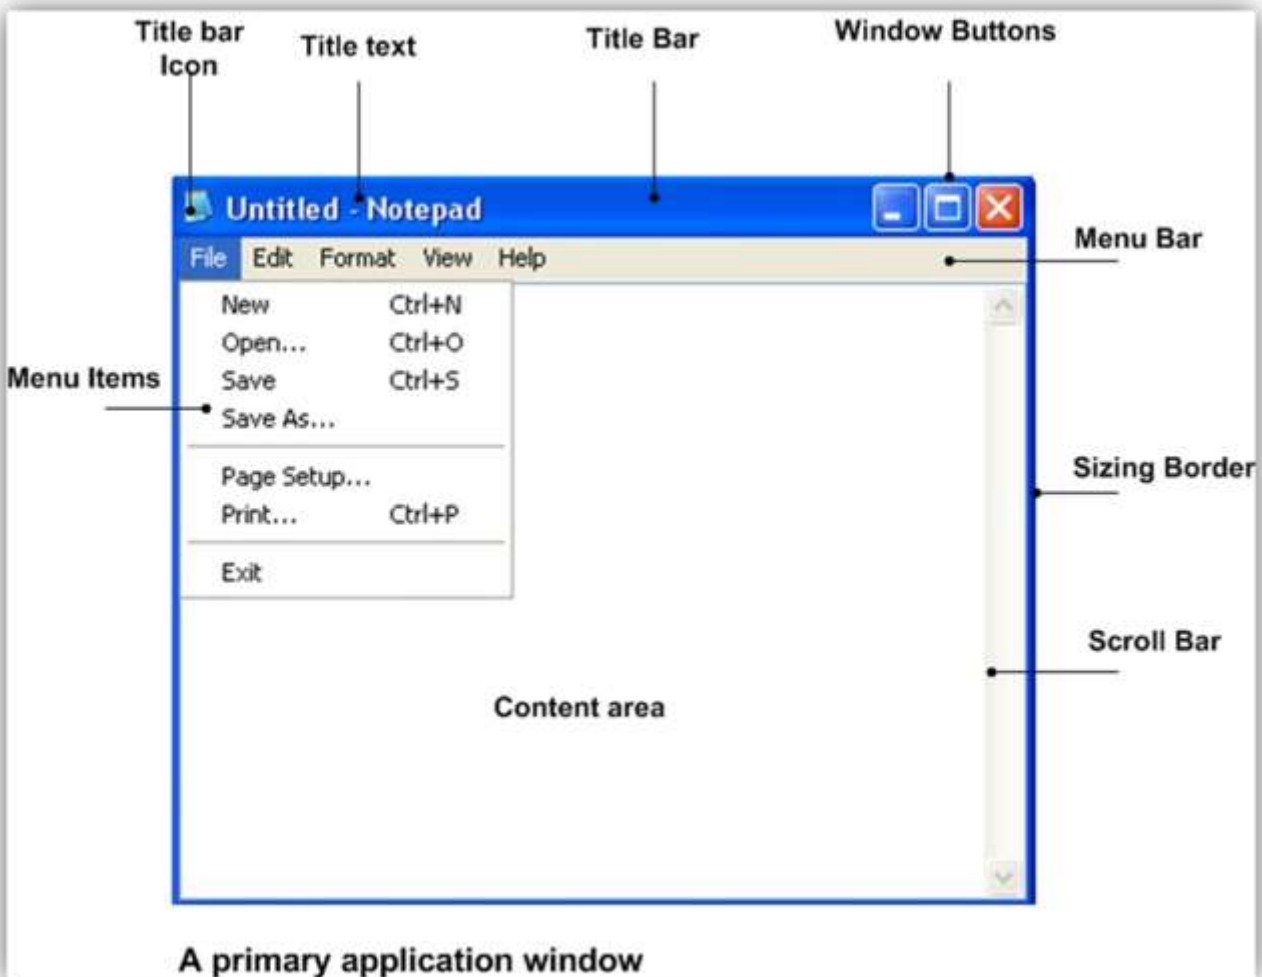 Title bar
Icon
Title text
Title Bar
Window Buttons
Untitled - Notepad
Menu Bar
File Edit Format View Help
New Ctrl+N
Open... Ctrl+O
Menu Items
Save Ctrl+S
Save As...
Page Setup...
Sizing Border
Print... Ctrl+P
Exit
Scroll Bar
Content area
A primary application window